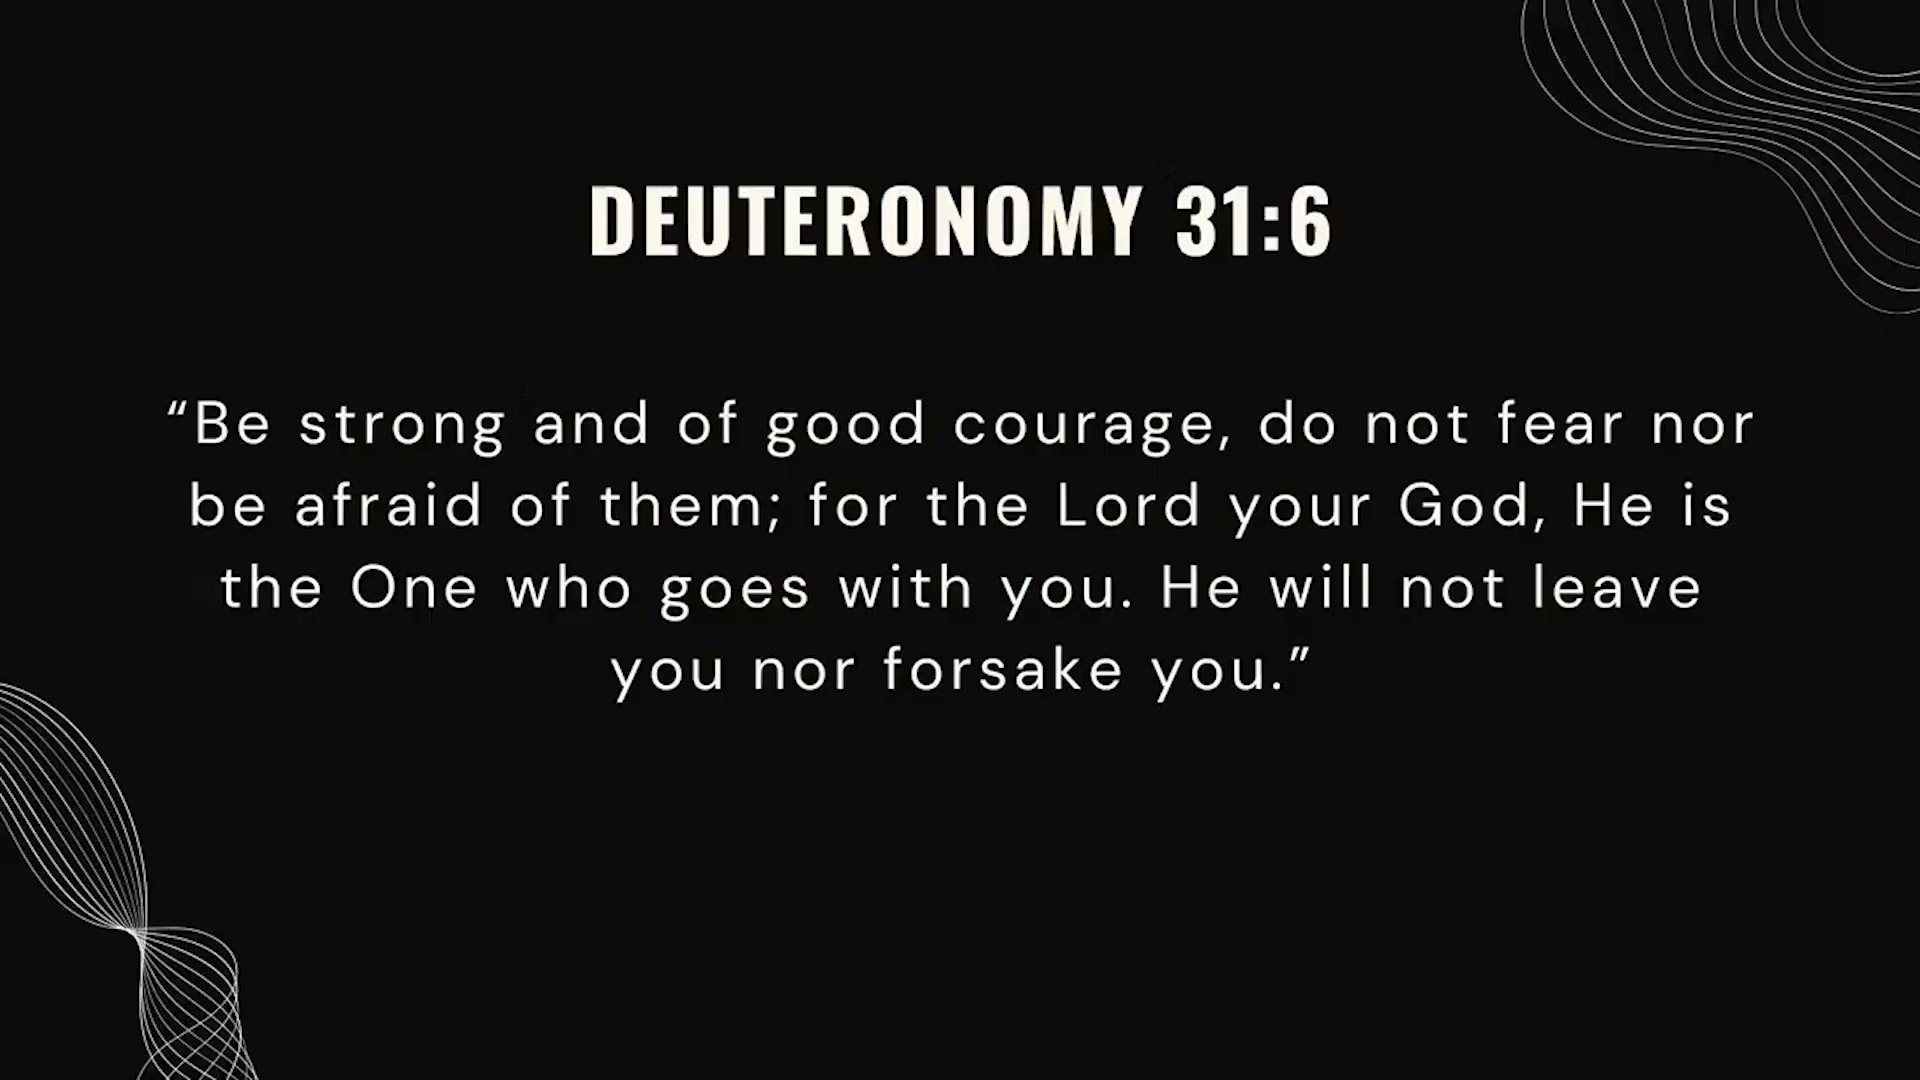 DEUTERONOMY 31:6
“Be strong and of good courage, do not fear nor
be afraid of them; for the Lord your God, He is
the One who goes with you. He will not leave
you nor forsake you.”